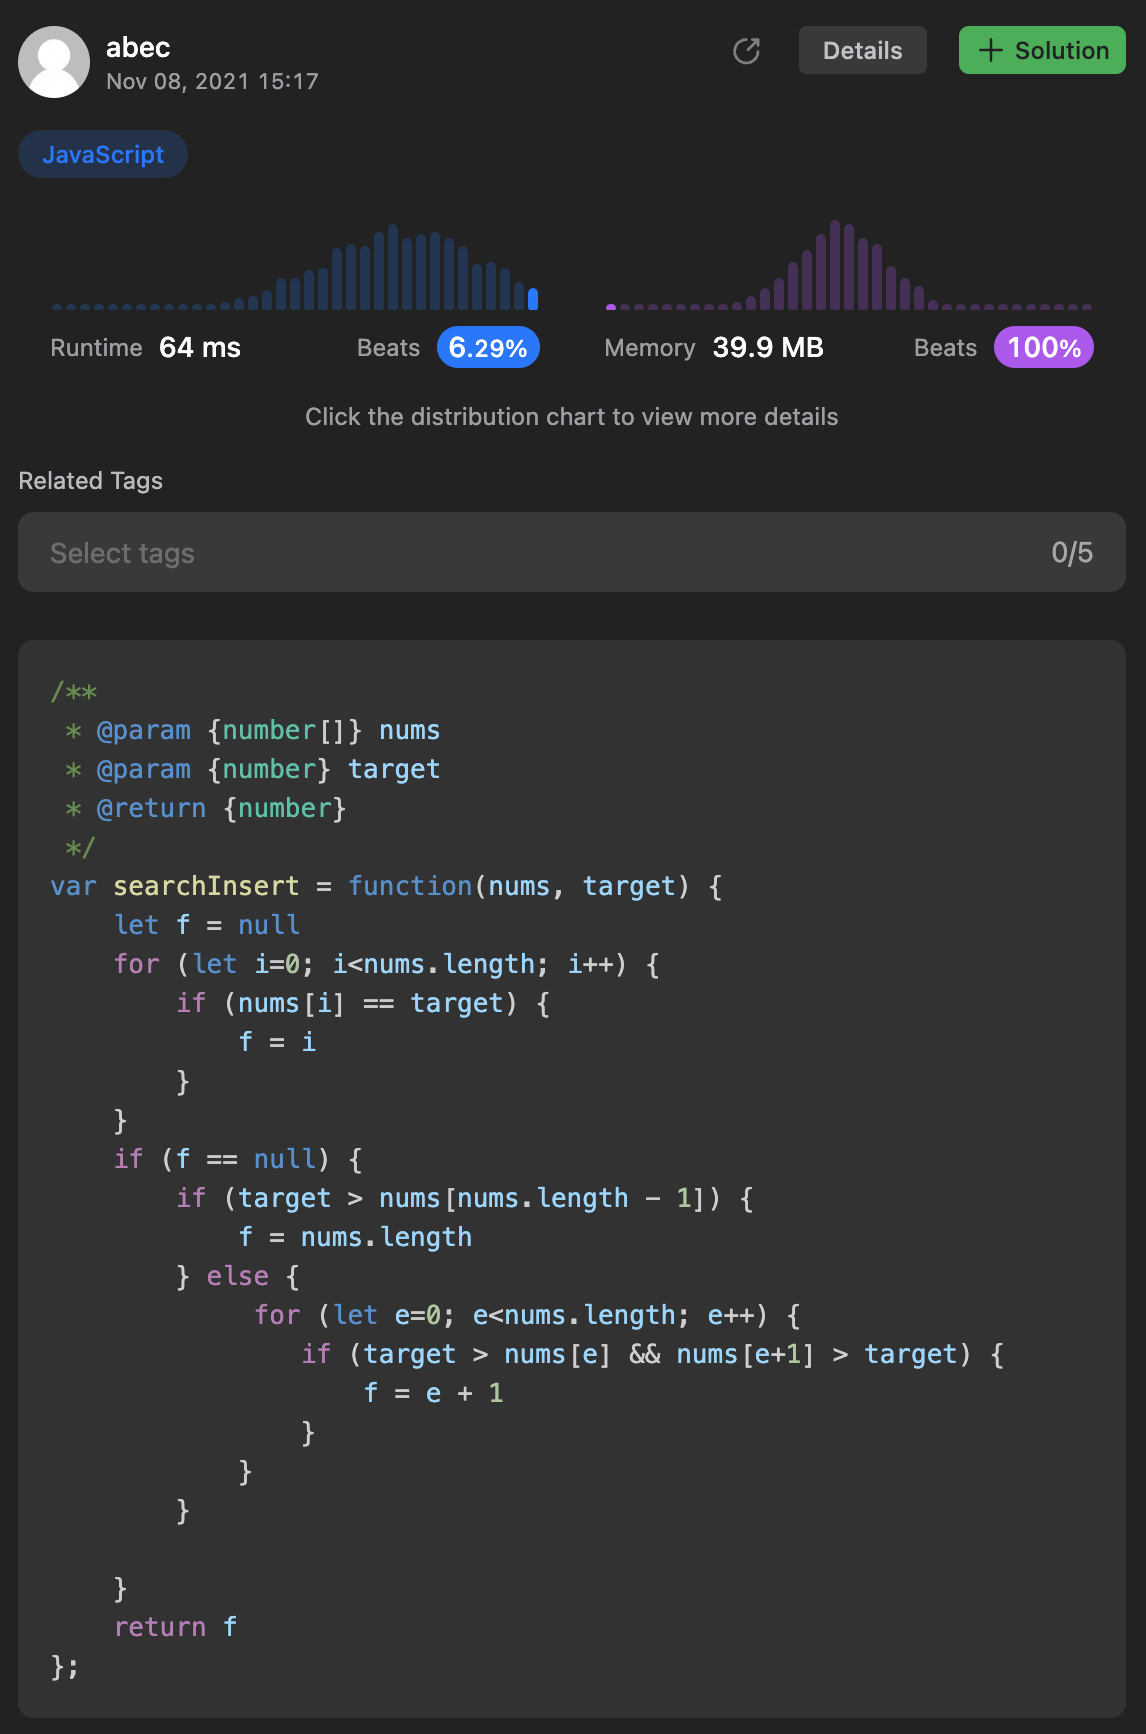 abec
Nov 08, 2021 15:17
Details
+ Solution
JavaScript
Runtime 64 ms Beats 6.29%
Memory 39.9 MB Beats 100%
Click the distribution chart to view more details
Related Tags
Select tags 0/5
/**
 * @param {number[]} nums
 * @param {number} target
 * @return {number}
 */
var searchInsert = function(nums, target) {
    let f = null
    for (let i=0; i<nums.length; i++) {
        if (nums[i] == target) {
            f = i
        }
    }
    if (f == null) {
        if (target > nums[nums.length - 1]) {
            f = nums.length
        } else {
             for (let e=0; e<nums.length; e++) {
                if (target > nums[e] && nums[e+1] > target) {
                    f = e + 1
                }
            }
        }

    }
    return f
};